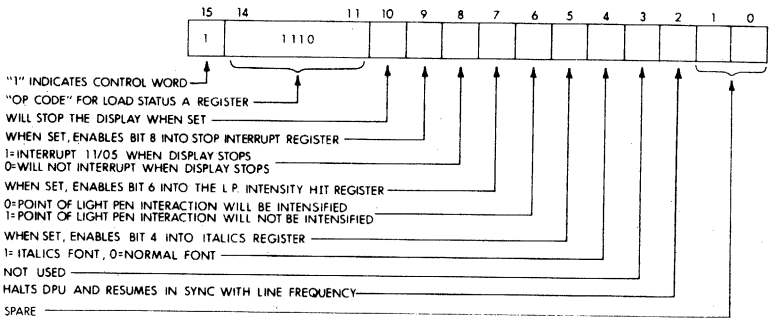 15 14 11 10 9 8 7 6 5 4 3 2 1 0
1 1110
"1" INDICATES CONTROL WORD
"OP CODE" FOR LOAD STATUS A REGISTER
WILL STOP THE DISPLAY WHEN SET
WHEN SET, ENABLES BIT 8 INTO STOP INTERRUPT REGISTER
1=INTERRUPT 11/05 WHEN DISPLAY STOPS
0=WILL NOT INTERRUPT WHEN DISPLAY STOPS
WHEN SET, ENABLES BIT 6 INTO THE L P. INTENSITY HIT REGISTER
0=POINT OF LIGHT PEN INTERACTION WILL BE INTENSIFIED
1=POINT OF LIGHT PEN INTERACTION WILL NOT BE INTENSIFIED
WHEN SET, ENABLES BIT 4 INTO ITALICS REGISTER
1= ITALICS FONT, 0=NORMAL FONT
NOT USED
HALTS DPU AND RESUMES IN SYNC WITH LINE FREQUENCY
SPARE